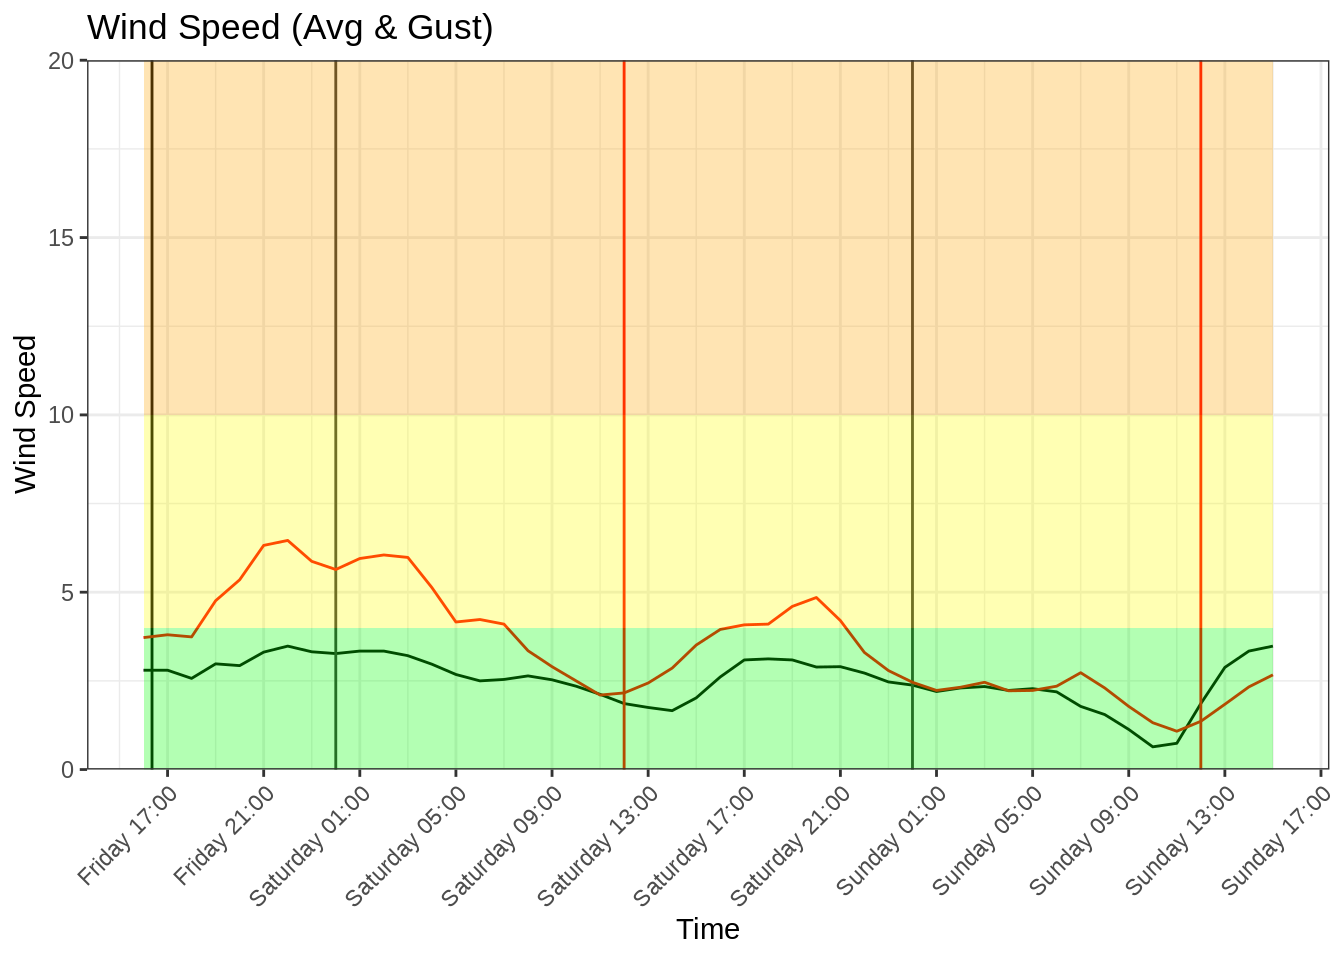 Wind Speed (Avg & Gust)
20
15
10
5
0
Wind Speed
Friday 17:00
Friday 21:00
Saturday 01:00
Saturday 05:00
Saturday 09:00
Saturday 13:00
Saturday 17:00
Saturday 21:00
Sunday 01:00
Sunday 05:00
Sunday 09:00
Sunday 13:00
Sunday 17:00
Time